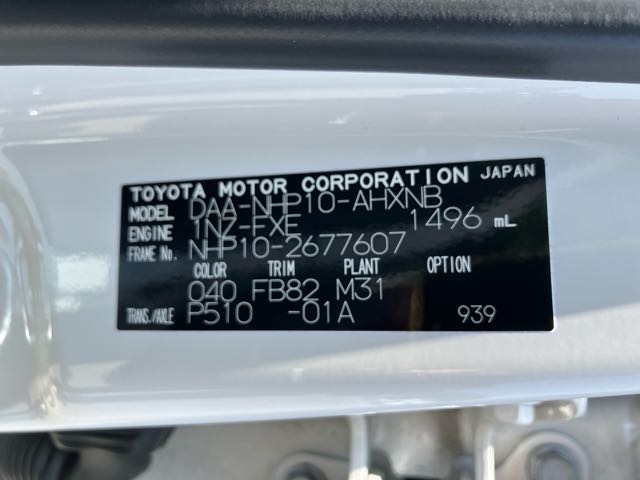 TOYOTA MOTOR CORPORATION JAPAN
MODEL DAA-NHP10-AHXNB
ENGINE 1NZ-FXE 1496 mL
FRAME No. NHP10-2677607
COLOR TRIM PLANT OPTION
040 FB82 M31
TRANS./AXLE P510 -01A 939